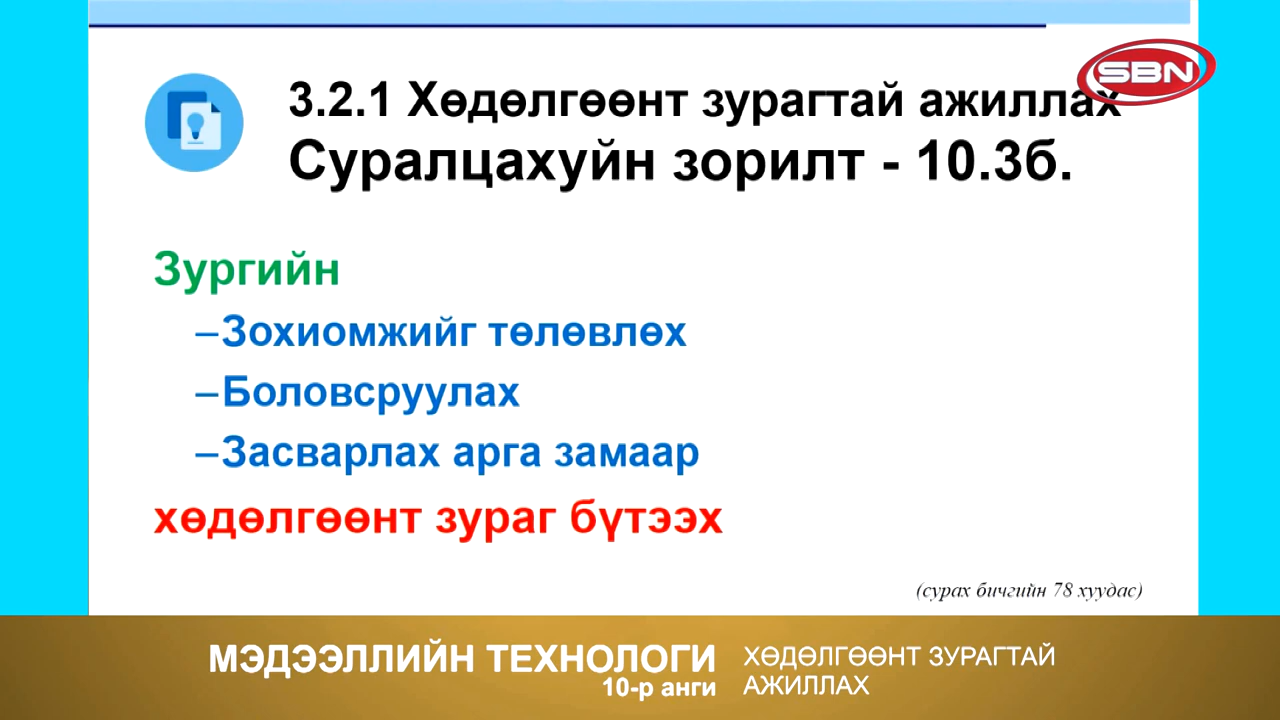 SBN
3.2.1 Хөдөлгөөнт зурагтай ажиллах
Суралцахуйн зорилт - 10.3б.
Зургийн
–Зохиомжийг төлөвлөх
–Боловсруулах
–Засварлах арга замаар
хөдөлгөөнт зураг бүтээх
(сурах бичгийн 78 хуудас)
МЭДЭЭЛЛИЙН ТЕХНОЛОГИ
10-р анги
ХӨДӨЛГӨӨНТ ЗУРАГТАЙ
АЖИЛЛАХ